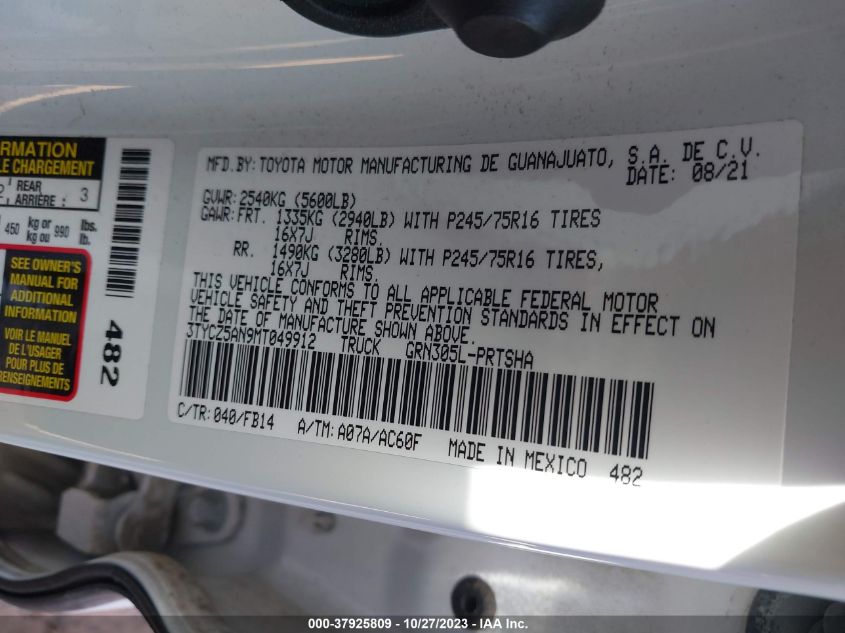 RMATION
LE CHARGEMENT
2 REAR
ARRIÈRE : 3
450 kg or 990 lbs.
kg ou lb.
SEE OWNER'S
MANUAL FOR
ADDITIONAL
INFORMATION
VOIR LE MANUEL
DE L'USAGER
POUR PLUS DE
RENSEIGNEMENTS
482
MFD.BY: TOYOTA MOTOR MANUFACTURING DE GUANAJUATO, S.A. DE C.V.
DATE: 08/21
GVWR: 2540KG (5600LB)
GAWR: FRT. 1335KG (2940LB) WITH P245/75R16 TIRES
16X7J RIMS.
RR. 1490KG (3280LB) WITH P245/75R16 TIRES,
16X7J RIMS.
THIS VEHICLE CONFORMS TO ALL APPLICABLE FEDERAL MOTOR
VEHICLE SAFETY AND THEFT PREVENTION STANDARDS IN EFFECT ON
THE DATE OF MANUFACTURE SHOWN ABOVE.
3TYCZ5AN9MT049912 TRUCK GRN305L-PRTSHA
C/TR: 040/FB14 A/TM: A07A/AC60F MADE IN MEXICO 482
000-37925809 - 10/27/2023 - IAA Inc.